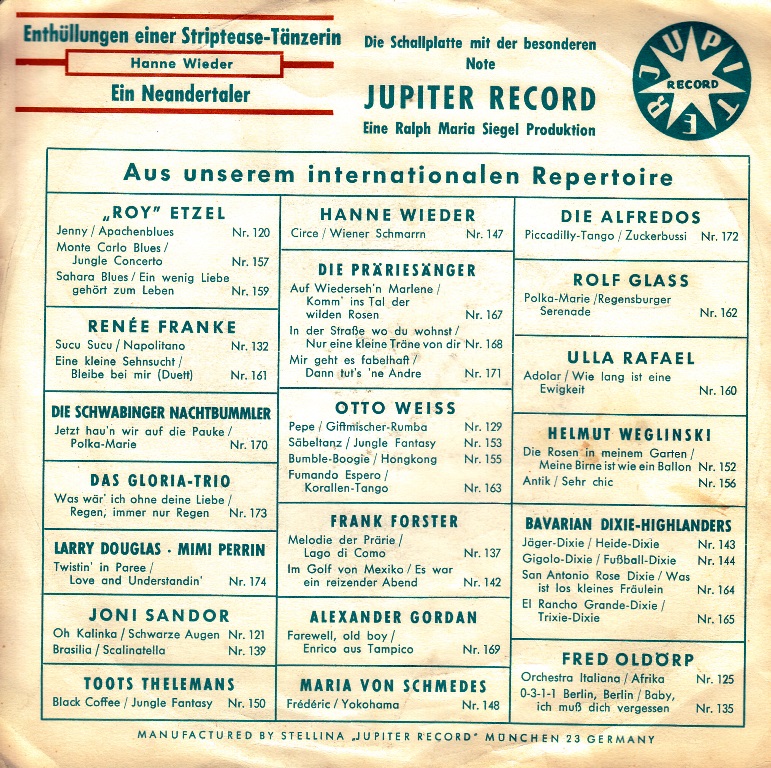 Enthüllungen einer Striptease-Tänzerin
Hanne Wieder
Ein Neandertaler
Die Schallplatte mit der besonderen
Note
JUPITER RECORD
Eine Ralph Maria Siegel Produktion
JUPITER
RECORD
Aus unserem internationalen Repertoire
„ROY” ETZEL
Jenny / Apachenblues Nr. 120
Monte Carlo Blues /
Jungle Concerto Nr. 157
Sahara Blues / Ein wenig Liebe
gehört zum Leben Nr. 159
RENÉE FRANKE
Sucu Sucu / Napolitano Nr. 132
Eine kleine Sehnsucht /
Bleibe bei mir (Duett) Nr. 161
DIE SCHWABINGER NACHTBUMMLER
Jetzt hau'n wir auf die Pauke /
Polka-Marie Nr. 170
DAS GLORIA-TRIO
Was wär' ich ohne deine Liebe /
Regen, immer nur Regen Nr. 173
LARRY DOUGLAS · MIMI PERRIN
Twistin' in Paree /
Love and Understandin' Nr. 174
JONI SANDOR
Oh Kalinka / Schwarze Augen Nr. 121
Brasilia / Scalinatella Nr. 139
TOOTS THELEMANS
Black Coffee / Jungle Fantasy Nr. 150
HANNE WIEDER
Circe / Wiener Schmarrn Nr. 147
DIE PRÄRIESÄNGER
Auf Wiederseh'n Marlene /
Komm' ins Tal der
wilden Rosen Nr. 167
In der Straße wo du wohnst /
Nur eine kleine Träne von dir Nr. 168
Mir geht es fabelhaft /
Dann tut's 'ne Andre Nr. 171
OTTO WEISS
Pepe / Giftmischer-Rumba Nr. 129
Säbeltanz / Jungle Fantasy Nr. 153
Bumble-Boogie / Hongkong Nr. 155
Fumando Espero /
Korallen-Tango Nr. 163
FRANK FORSTER
Melodie der Prärie /
Lago di Como Nr. 137
Im Golf von Mexiko / Es war
ein reizender Abend Nr. 142
ALEXANDER GORDAN
Farewell, old boy /
Enrico aus Tampico Nr. 169
MARIA VON SCHMEDES
Frédéric / Yokohama Nr. 148
DIE ALFREDOS
Piccadilly-Tango / Zuckerbussi Nr. 172
ROLF GLASS
Polka-Marie / Regensburger
Serenade Nr. 162
ULLA RAFAEL
Adolar / Wie lang ist eine
Ewigkeit Nr. 160
HELMUT WEGLINSKI
Die Rosen in meinem Garten /
Meine Birne ist wie ein Ballon Nr. 152
Antik / Sehr chic Nr. 156
BAVARIAN DIXIE-HIGHLANDERS
Jäger-Dixie / Heide-Dixie Nr. 143
Gigolo-Dixie / Fußball-Dixie Nr. 144
San Antonio Rose Dixie / Was
ist los kleines Fräulein Nr. 164
El Rancho Grande-Dixie /
Trixie-Dixie Nr. 165
FRED OLDÖRP
Orchestra Italiana / Afrika Nr. 125
0-3-1-1 Berlin, Berlin / Baby,
ich muß dich vergessen Nr. 135
MANUFACTURED BY STELLINA „JUPITER RECORD” MÜNCHEN 23 GERMANY